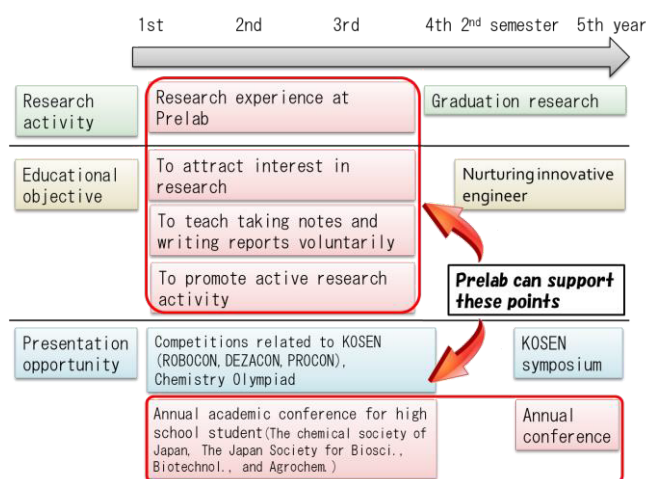 1st 2nd 3rd 4th 2nd semester 5th year
Research activity
Research experience at
Prelab
Graduation research
Educational
objective
To attract interest in
research
To teach taking notes and
writing reports voluntarily
To promote active research
activity
Nurturing innovative
engineer
Prelab can support
these points
Presentation
opportunity
Competitions related to KOSEN
(ROBOCON, DEZACON, PROCON),
Chemistry Olympiad
KOSEN
symposium
Annual academic conference for high
school student(The chemical society of
Japan, The Japan Society for Biosci.,
Biotechnol., and Agrochem.)
Annual
conference